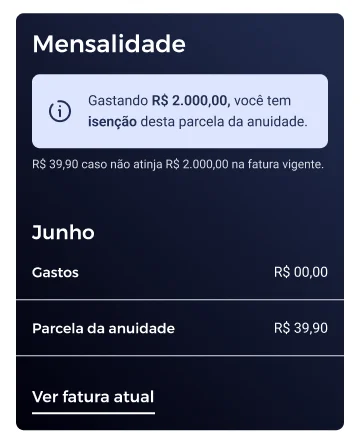 Mensalidade
Gastando R$ 2.000,00, você tem
isenção desta parcela da anuidade.
R$ 39,90 caso não atinja R$ 2.000,00 na fatura vigente.
Junho
Gastos R$ 00,00
Parcela da anuidade R$ 39,90
Ver fatura atual